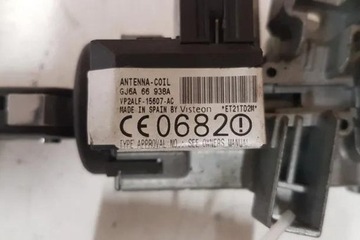 ANTENNA-COIL
GJ6A 66 938A
VP2ALF-15607-AC
MADE IN SPAIN BY Visteon *ET21T02M*
CE0682!
TYPE APPROVAL NO.: SEE OWNERS MANUAL